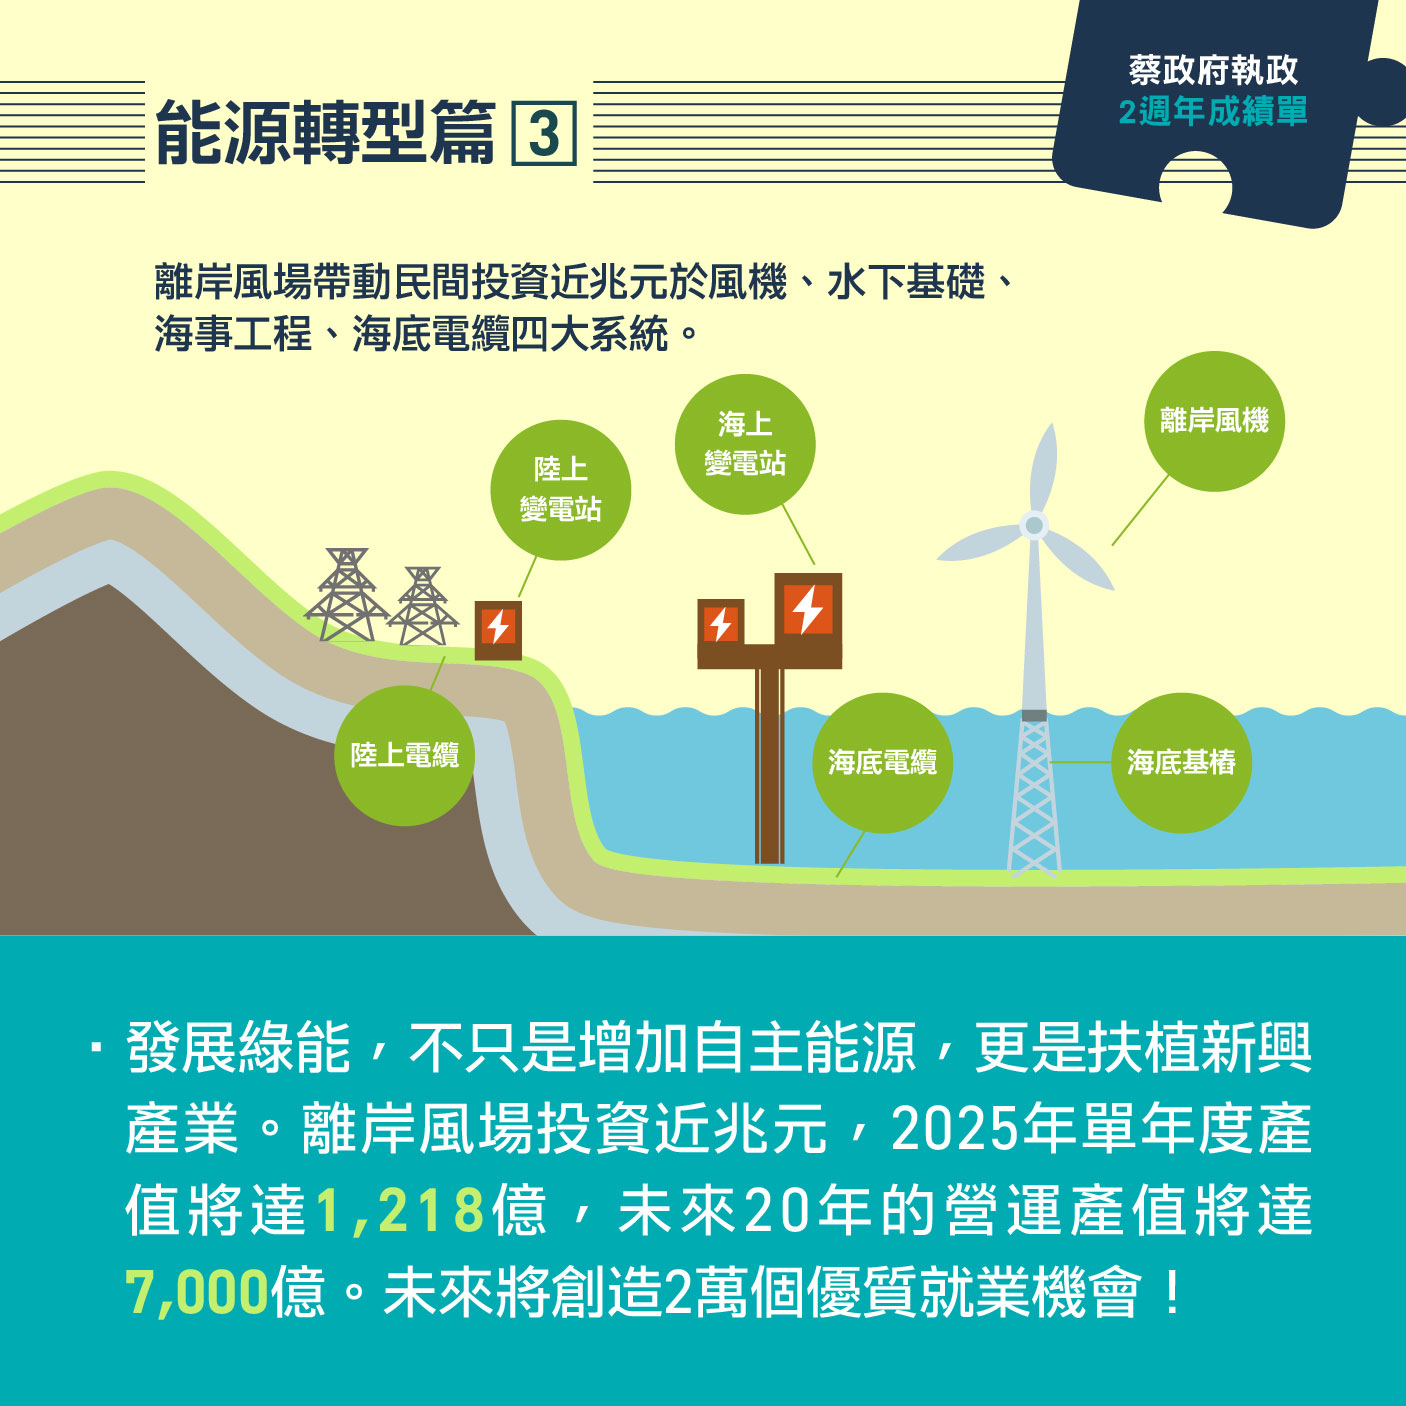 蔡政府執政
2週年成績單
能源轉型篇 3
離岸風場帶動民間投資近兆元於風機、水下基礎、
海事工程、海底電纜四大系統。
離岸風機
海上
變電站
陸上
變電站
陸上電纜
海底電纜
海底基樁
·發展綠能，不只是增加自主能源，更是扶植新興
產業。離岸風場投資近兆元，2025年單年度產
值將達1,218億，未來20年的營運產值將達
7,000億。未來將創造2萬個優質就業機會！